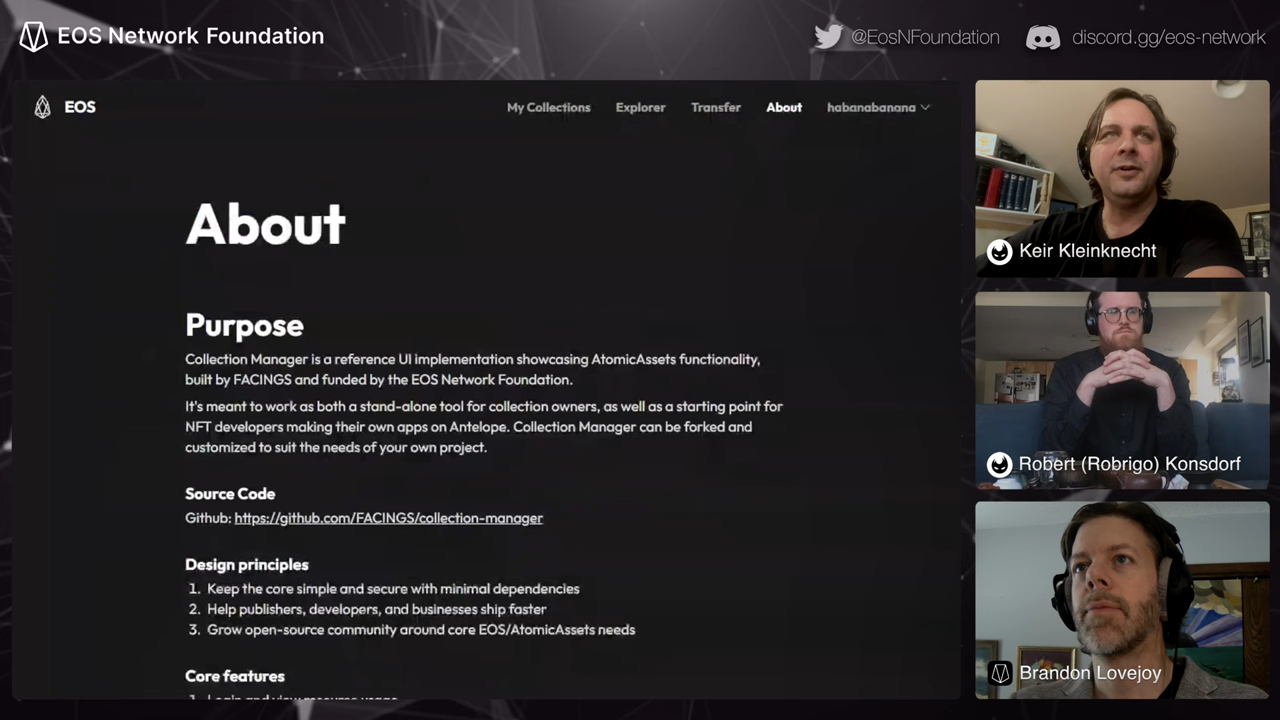 EOS Network Foundation
@EosNFoundation
discord.gg/eos-network
EOS
My Collections
Explorer
Transfer
About
habanabanana
About
Purpose
Collection Manager is a reference UI implementation showcasing AtomicAssets functionality,
built by FACINGS and funded by the EOS Network Foundation.
It's meant to work as both a stand-alone tool for collection owners, as well as a starting point for
NFT developers making their own apps on Antelope. Collection Manager can be forked and
customized to suit the needs of your own project.
Source Code
Github: https://github.com/FACINGS/collection-manager
Design principles
1. Keep the core simple and secure with minimal dependencies
2. Help publishers, developers, and businesses ship faster
3. Grow open-source community around core EOS/AtomicAssets needs
Core features
1. Login and view resource usage
Keir Kleinknecht
Robert (Robrigo) Konsdorf
Brandon Lovejoy